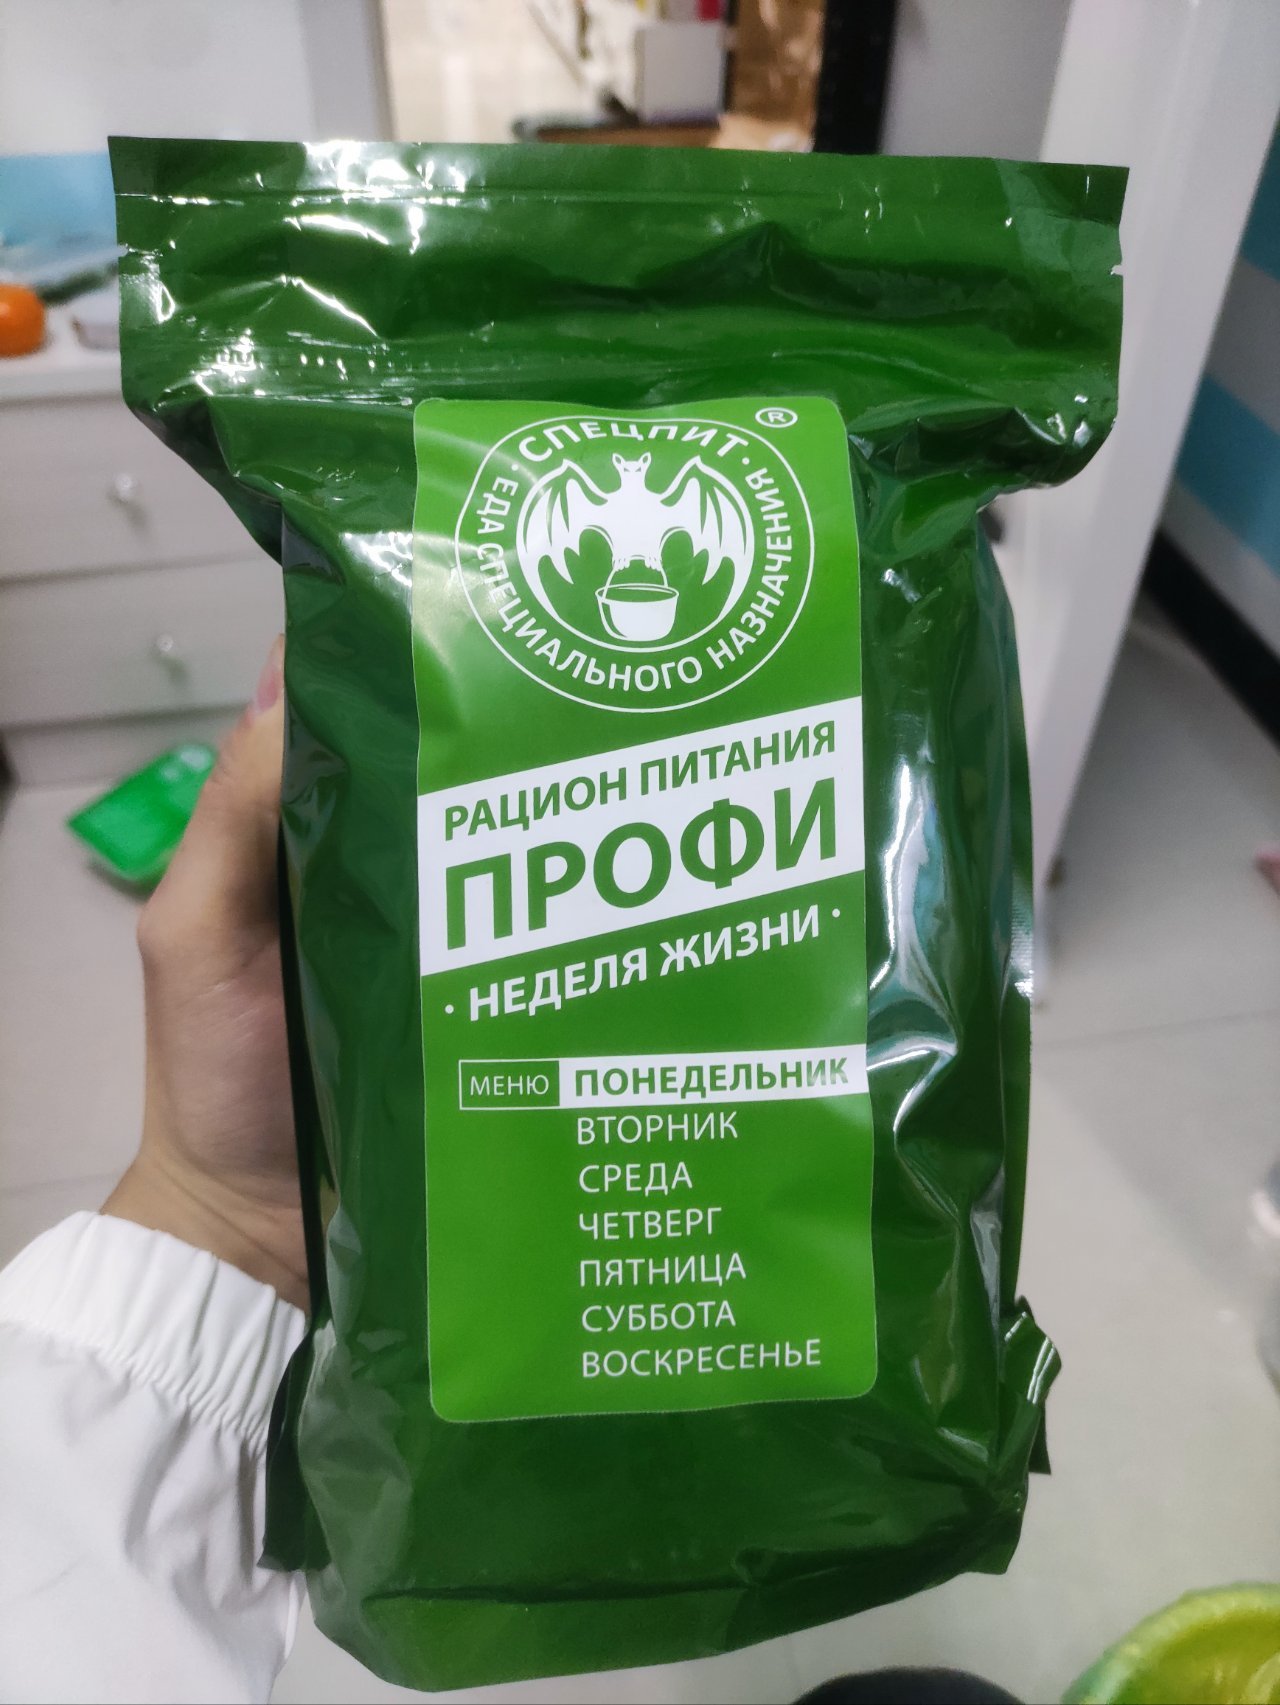 · СПЕЦПИТ · ®
ЕДА СПЕЦИАЛЬНОГО НАЗНАЧЕНИЯ
РАЦИОН ПИТАНИЯ
ПРОФИ
· НЕДЕЛЯ ЖИЗНИ ·
МЕНЮ ПОНЕДЕЛЬНИК
ВТОРНИК
СРЕДА
ЧЕТВЕРГ
ПЯТНИЦА
СУББОТА
ВОСКРЕСЕНЬЕ